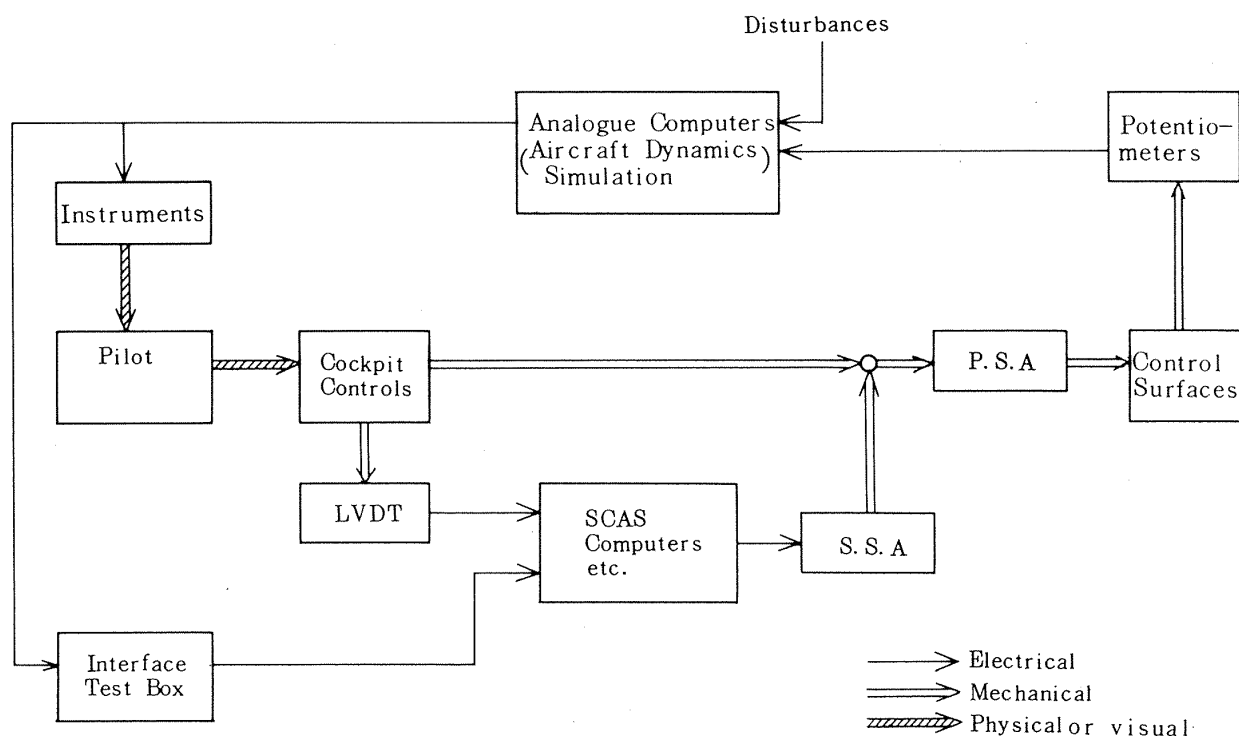 Disturbances
Analogue Computers
(Aircraft Dynamics)
Simulation
Potentio-
meters
Instruments
Pilot
Cockpit
Controls
P.S.A
Control
Surfaces
LVDT
SCAS
Computers
etc.
S.S.A
Interface
Test Box
Electrical
Mechanical
Physical or visual